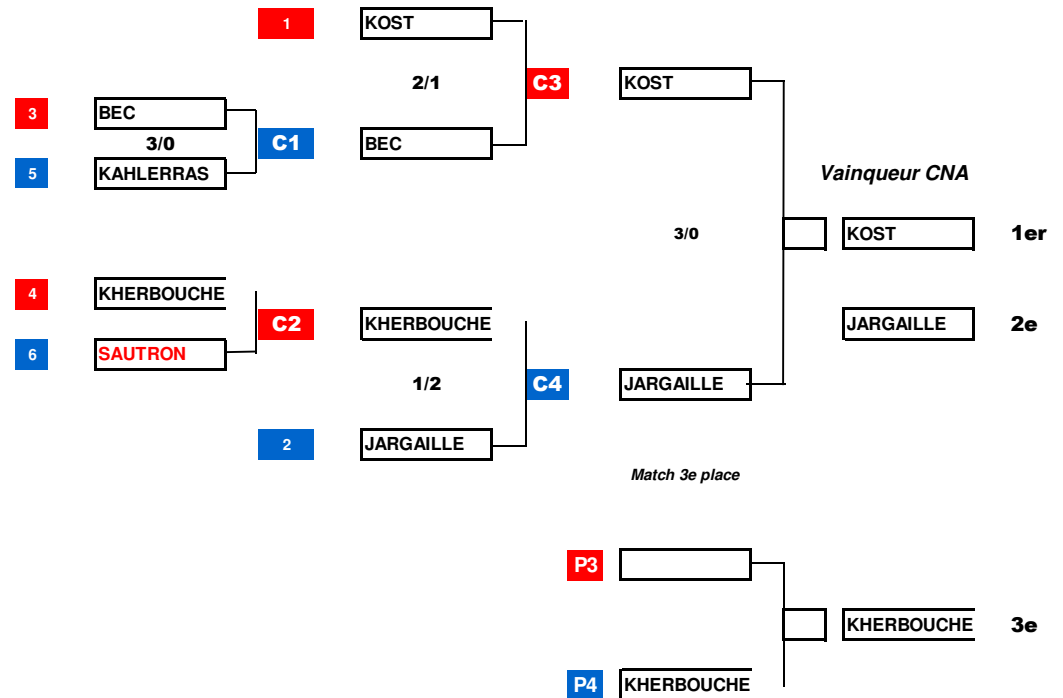 1 KOST
2/1 C3 KOST
3 BEC
3/0 C1 BEC
5 KAHLERRAS
Vainqueur CNA
3/0 KOST 1er
4 KHERBOUCHE
C2 KHERBOUCHE JARGAILLE 2e
6 SAUTRON
1/2 C4 JARGAILLE
2 JARGAILLE
Match 3e place
P3
KHERBOUCHE 3e
P4 KHERBOUCHE